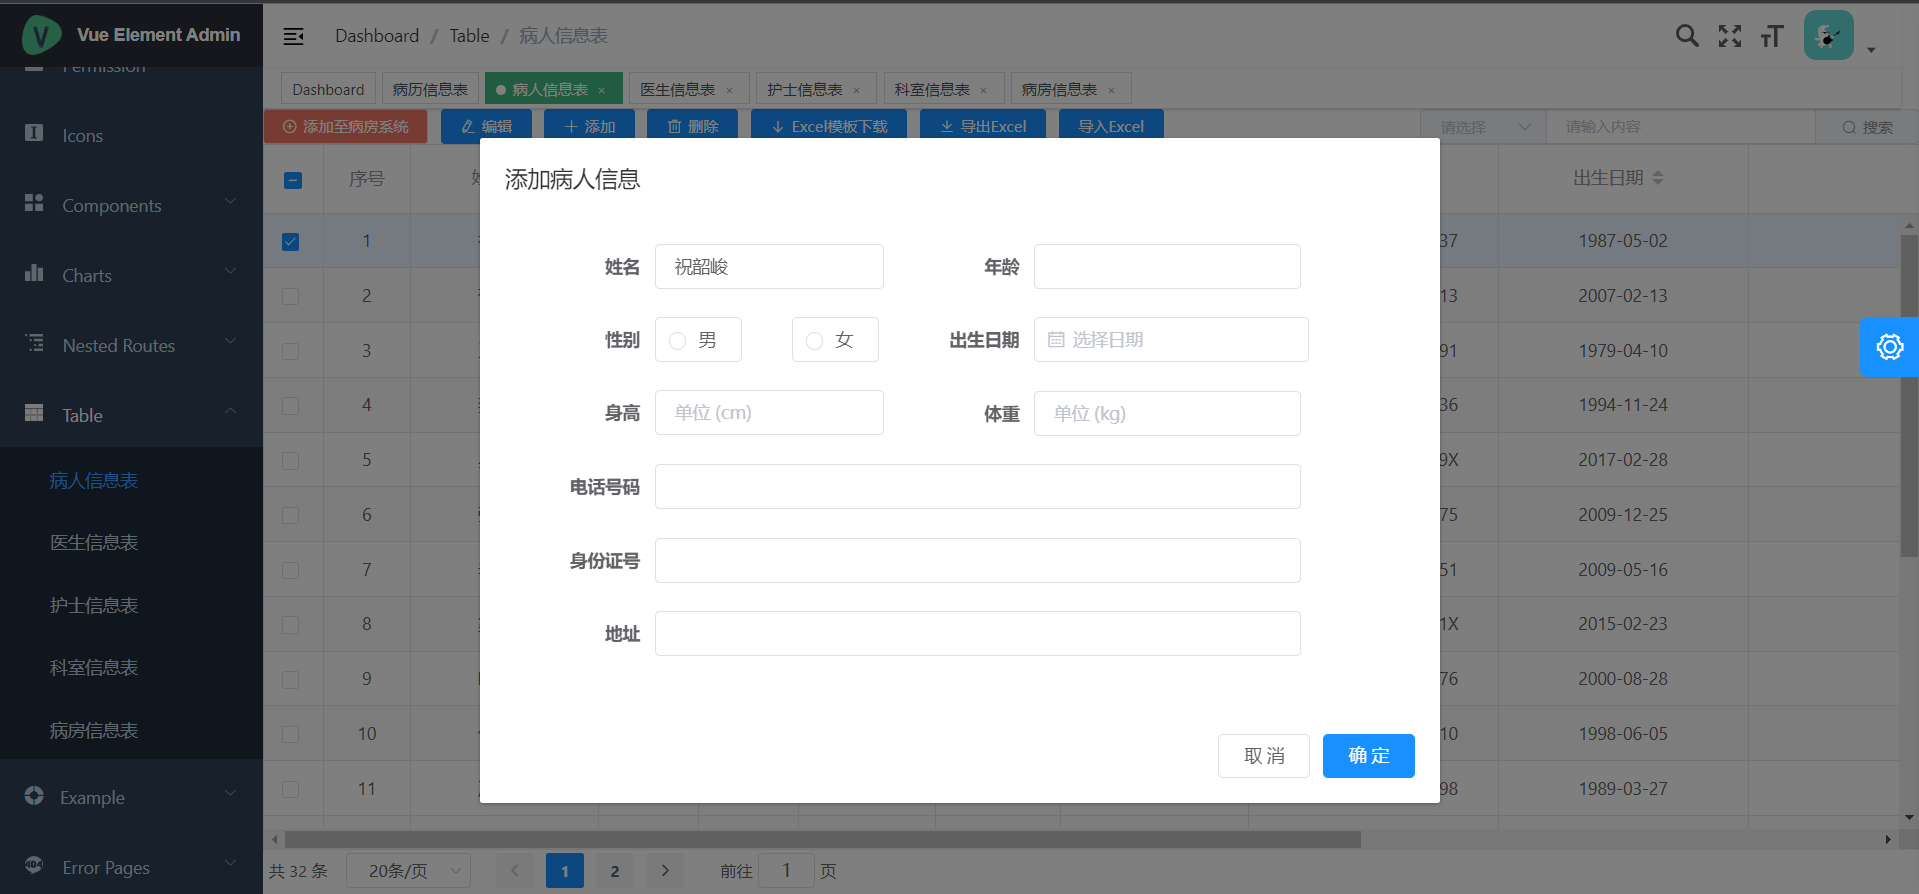 Vue Element Admin
Dashboard / Table / 病人信息表
Permission
Icons
Components
Charts
Nested Routes
Table
病人信息表
医生信息表
护士信息表
科室信息表
病房信息表
Example
Error Pages
Dashboard 病历信息表 病人信息表 × 医生信息表 × 护士信息表 × 科室信息表 × 病房信息表 ×
添加至病房系统 编辑 添加 删除 Excel模板下载 导出Excel 导入Excel 请选择 请输入内容 搜索
序号 出生日期
1 37 1987-05-02
2 13 2007-02-13
3 91 1979-04-10
4 36 1994-11-24
5 9X 2017-02-28
6 75 2009-12-25
7 51 2009-05-16
8 1X 2015-02-23
9 76 2000-08-28
10 10 1998-06-05
11 98 1989-03-27
添加病人信息
姓名 祝韶峻 年龄
性别 男 女 出生日期 选择日期
身高 单位 (cm) 体重 单位 (kg)
电话号码
身份证号
地址
取消 确定
共 32 条 20条/页 1 2 前往 1 页